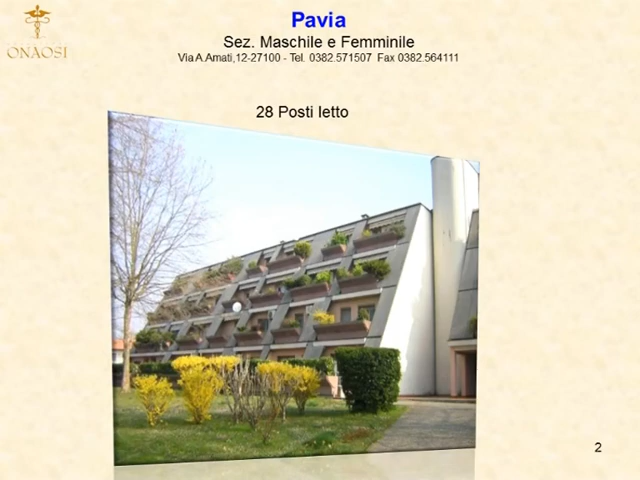 ONAOSI
Pavia
Sez. Maschile e Femminile
Via A.Amati,12-27100 - Tel. 0382.571507 Fax 0382.564111
28 Posti letto
2